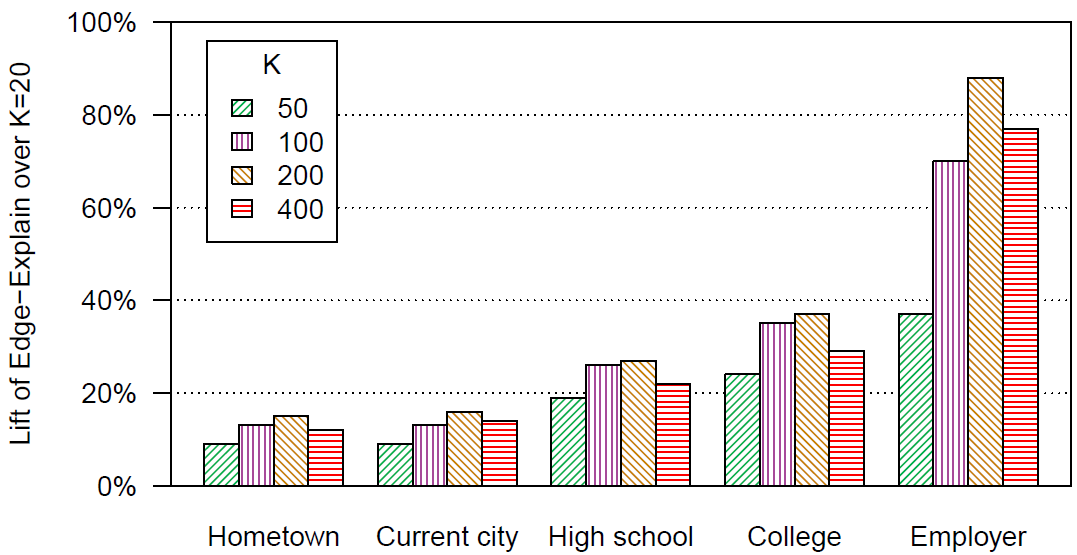 Lift of Edge−Explain over K=20
100%
80%
60%
40%
20%
0%
K
50
100
200
400
Hometown
Current city
High school
College
Employer